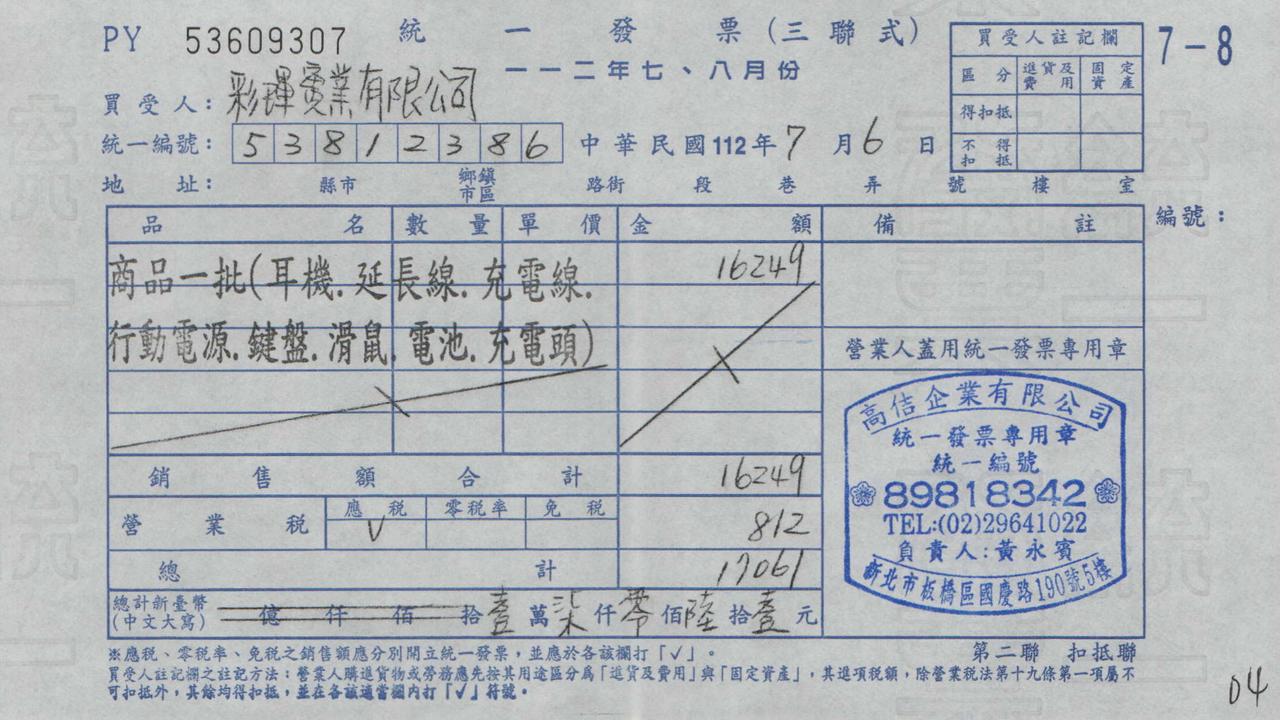 PY 53609307 統一發票(三聯式)
一一二年七、八月份
7-8
買受人註記欄
區分 進貨及費用 固定資產
得扣抵
不得扣抵
買受人: 彩琿實業有限公司
統一編號: 53812386 中華民國112年7月6日
地址: 縣市 鄉鎮市區 路街 段 巷 弄 號 樓 室
編號:
品名 數量 單價 金額 備註
商品一批(耳機.延長線.充電線. 16249
行動電源.鍵盤.滑鼠.電池.充電頭)
營業人蓋用統一發票專用章
高佶企業有限公司
統一發票專用章
統一編號
89818342
TEL:(02)29641022
負責人:黃永賓
新北市板橋區國慶路190號5樓
銷售額合計 16249
營業稅 應稅 零稅率 免稅
V 812
總計 17061
總計新臺幣(中文大寫) 億仟佰拾壹萬柒仟零佰陸拾壹元
※應稅、零稅率、免稅之銷售額應分別開立統一發票,並應於各該欄打「✓」。
第二聯 扣抵聯
買受人註記欄之註記方法:營業人購進貨物或勞務應先按其用途區分為「進貨及費用」與「固定資產」,其進項稅額,除營業稅法第十九條第一項屬不
可扣抵外,其餘均得扣抵,並在各該適當欄內打「✓」符號。
04